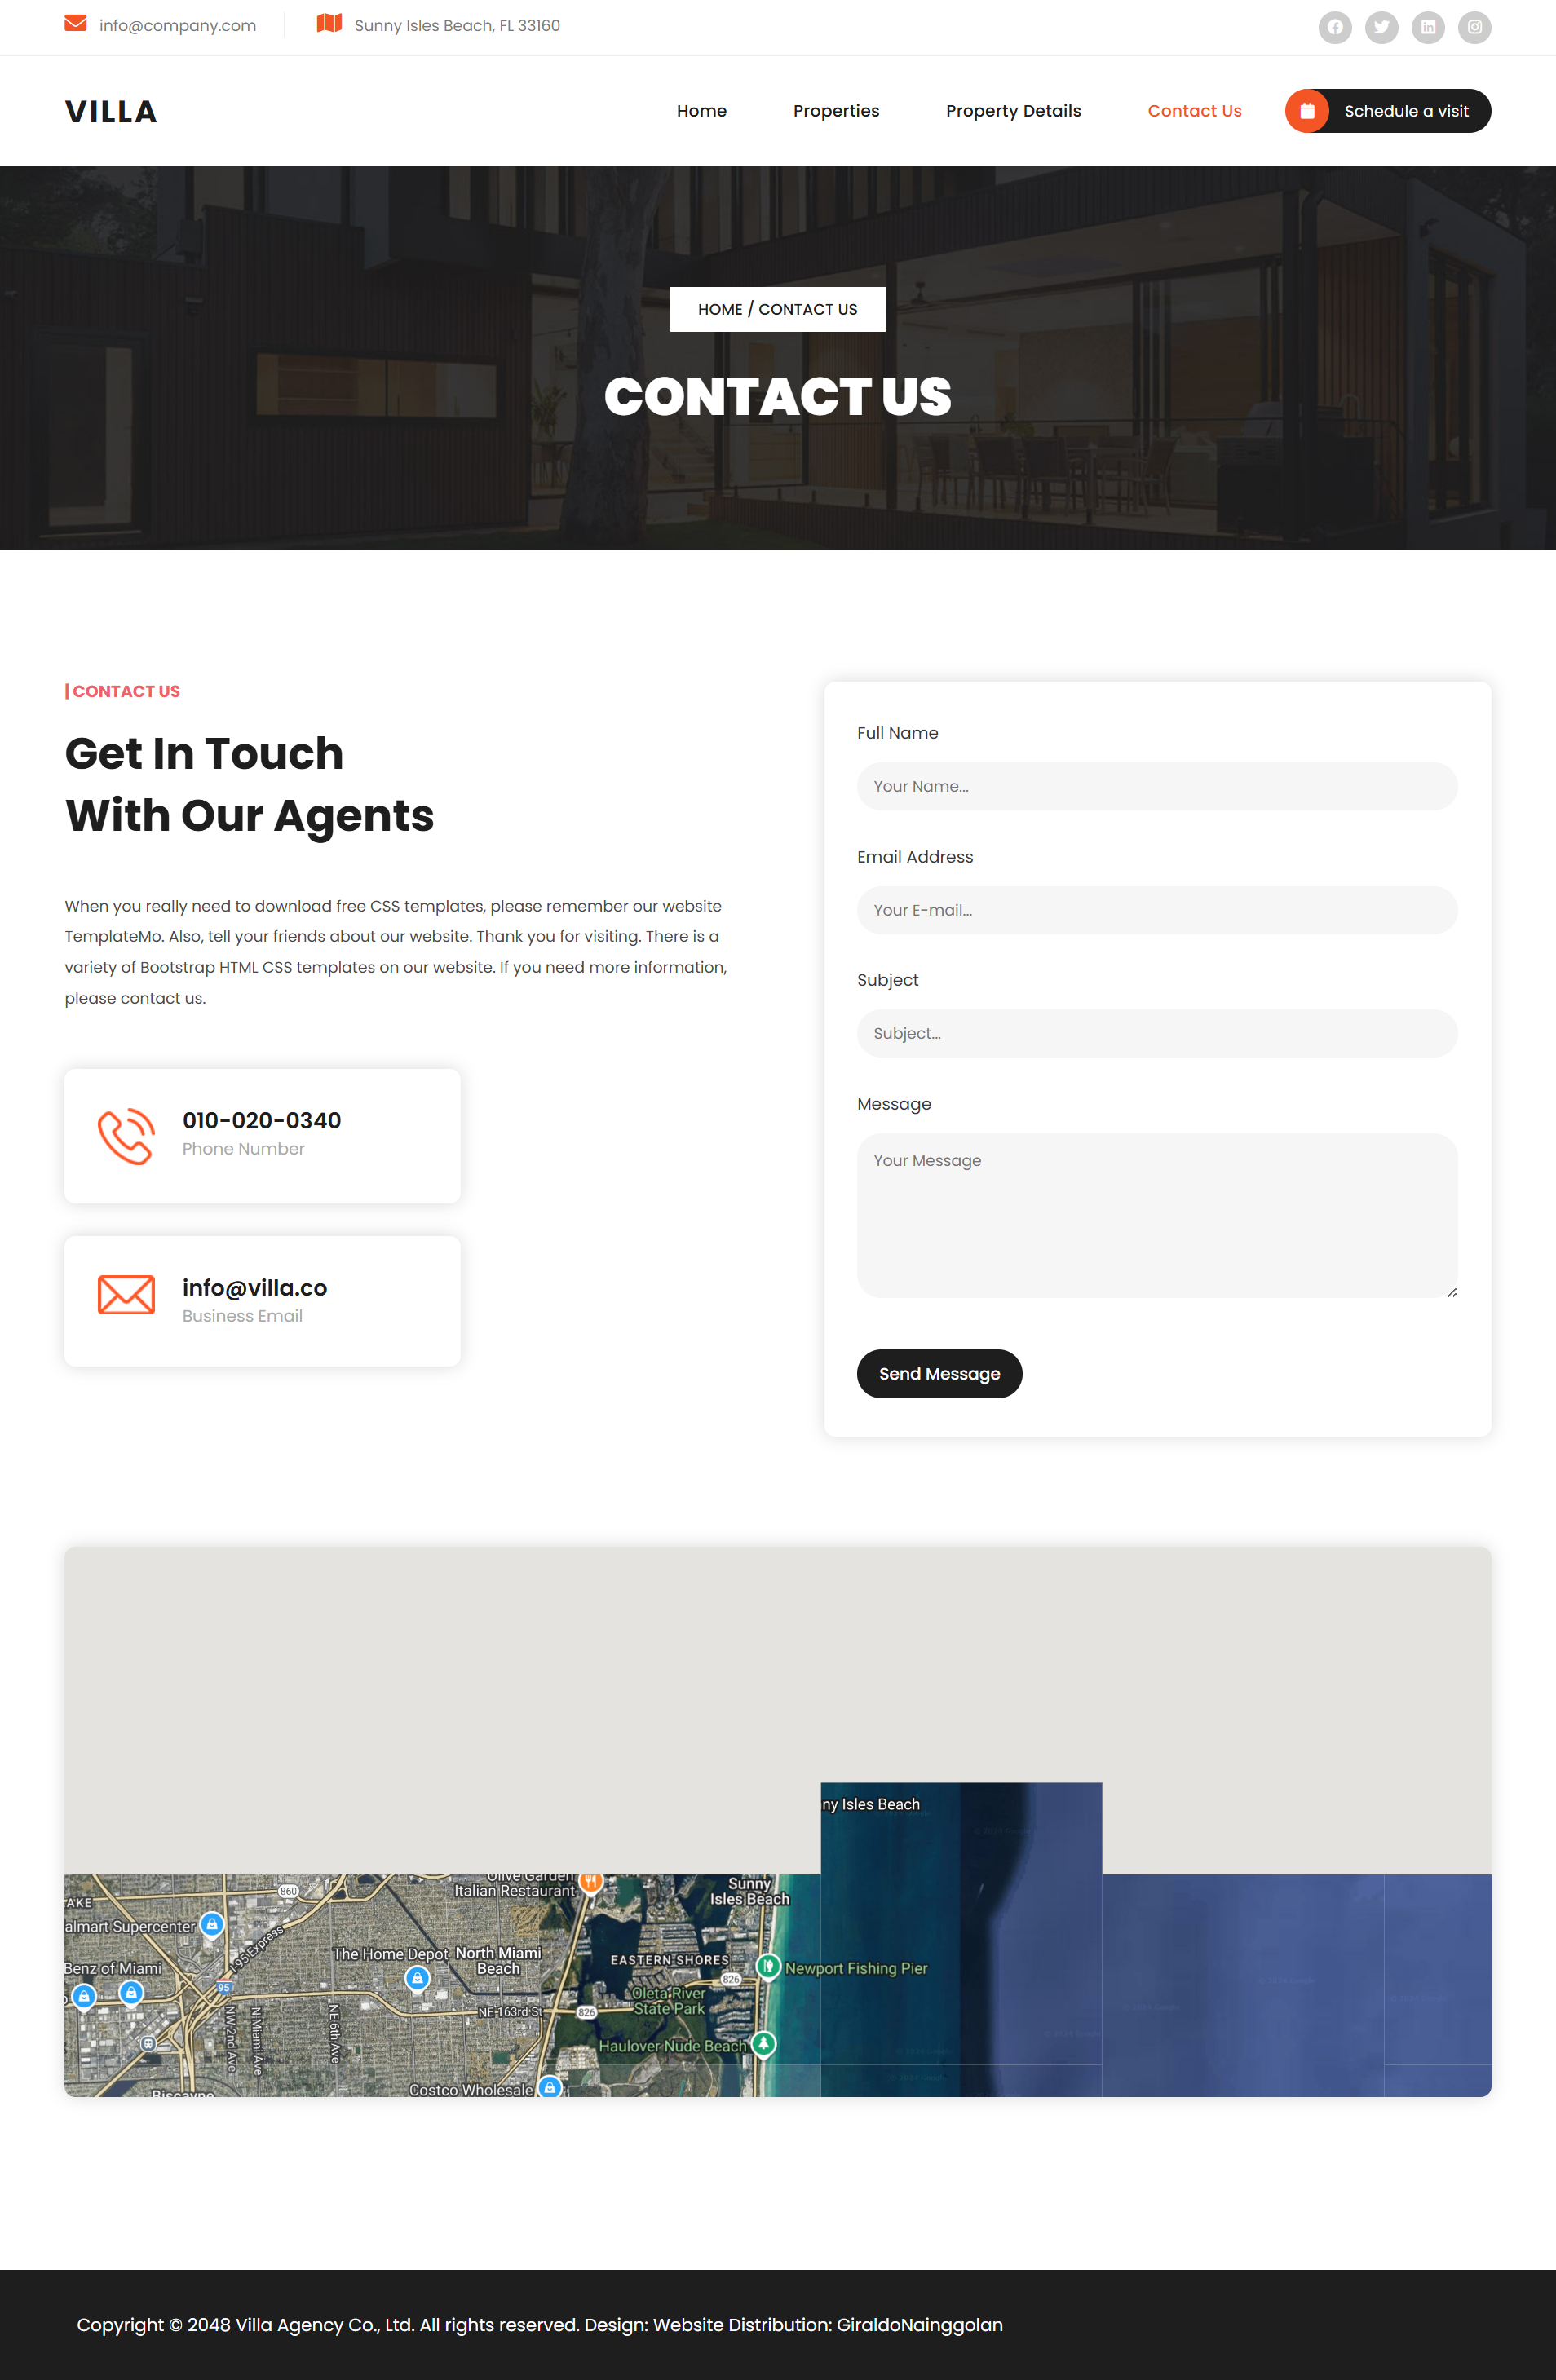 info@company.com
Sunny Isles Beach, FL 33160
VILLA
Home
Properties
Property Details
Contact Us
Schedule a visit
HOME / CONTACT US
CONTACT US
| CONTACT US
Get In Touch
With Our Agents
When you really need to download free CSS templates, please remember our website
TemplateMo. Also, tell your friends about our website. Thank you for visiting. There is a
variety of Bootstrap HTML CSS templates on our website. If you need more information,
please contact us.
010-020-0340
Phone Number
info@villa.co
Business Email
Full Name
Your Name...
Email Address
Your E-mail...
Subject
Subject...
Message
Your Message
Send Message
ny Isles Beach
AKE
860
Olive Garden
Italian Restaurant
Sunny
Isles Beach
almart Supercenter
I-95 Express
The Home Depot
North Miami
Beach
EASTERN SHORES
826
Newport Fishing Pier
Benz of Miami
95
Oleta River
State Park
NE 163rd St
826
NW 2nd Ave
N Miami Ave
NE 6th Ave
Haulover Nude Beach
Biscayne
Costco Wholesale
Copyright © 2048 Villa Agency Co., Ltd. All rights reserved. Design: Website Distribution: GiraldoNainggolan